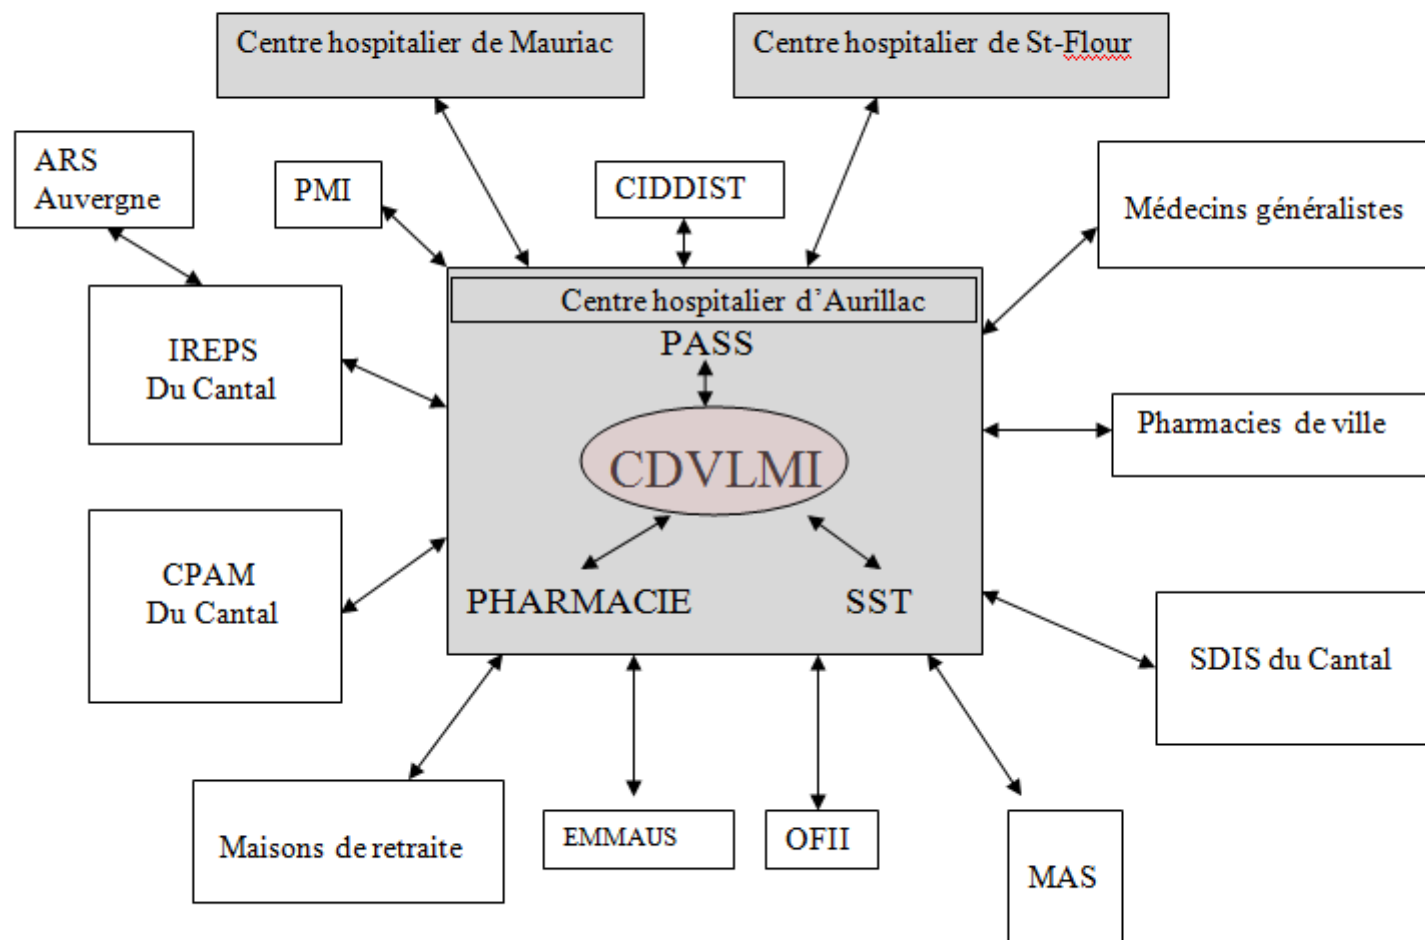 Centre hospitalier de Mauriac
Centre hospitalier de St-Flour
ARS
Auvergne
PMI
CIDDIST
Médecins généralistes
Centre hospitalier d’Aurillac
PASS
IREPS
Du Cantal
Pharmacies de ville
CDVLMI
CPAM
Du Cantal
PHARMACIE
SST
SDIS du Cantal
Maisons de retraite
EMMAUS
OFII
MAS